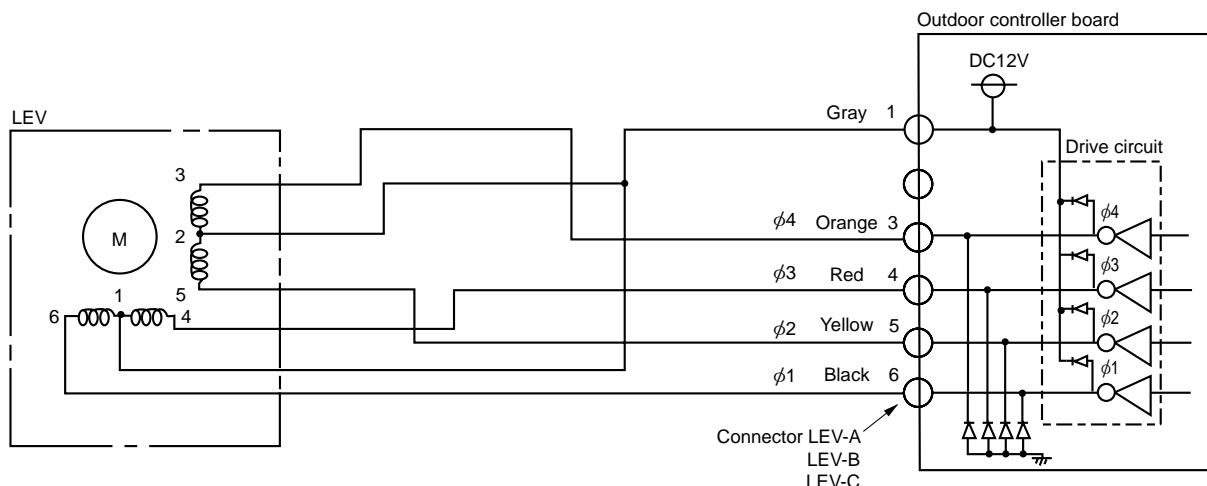 Outdoor controller board
DC12V
LEV
Gray 1
Drive circuit
3
M
2
ϕ4 Orange 3
ϕ4
ϕ3 Red 4
ϕ3
5
1
6 4
ϕ2 Yellow 5
ϕ2
ϕ1 Black 6
ϕ1
Connector LEV-A
LEV-B
LEV-C